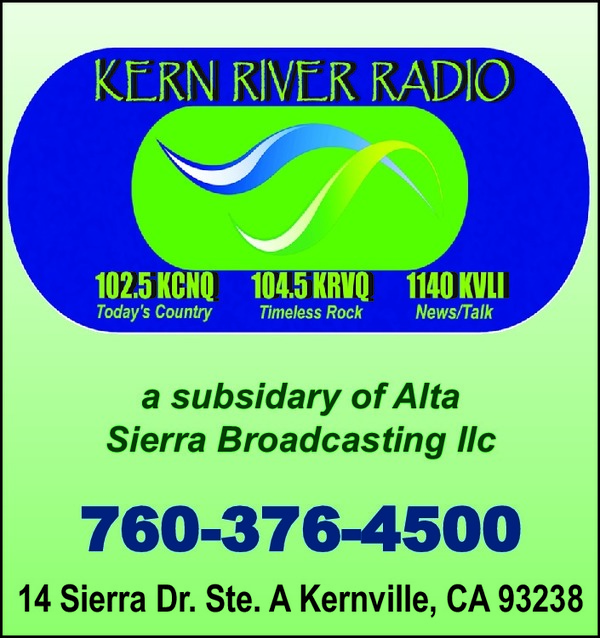 KERN RIVER RADIO
102.5 KCNQ 104.5 KRVQ 1140 KVLI
Today's Country Timeless Rock News/Talk
a subsidary of Alta
Sierra Broadcasting llc
760-376-4500
14 Sierra Dr. Ste. A Kernville, CA 93238